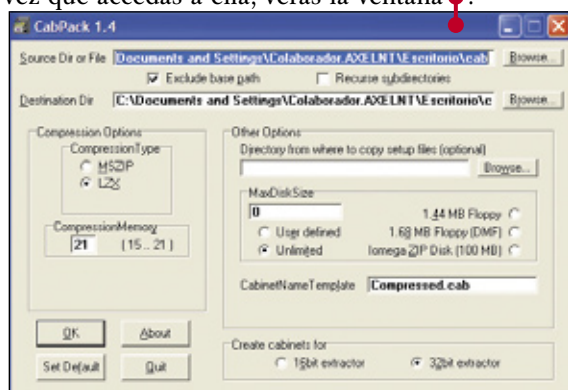 vez que accedas a ella, verás la ventana
CabPack 1.4
Source Dir or File Documents and Settings\Colaborador.AXELNT\Escritorio\cab Browse...
Exclude base path Recurse subdirectories
Destination Dir C:\Documents and Settings\Colaborador.AXELNT\Escritorio\c Browse...
Compression Options
CompressionType
MSZIP
LZX
CompressionMemory
21 (15.. 21)
Other Options
Directory from where to copy setup files (optional)
Browse...
MaxDiskSize
0
1.44 MB Floppy
User defined 1.68 MB Floppy (DMF)
Unlimited Iomega ZIP Disk (100 MB)
CabinetNameTemplate Compressed.cab
OK About
Set Default Quit
Create cabinets for
16bit extractor 32bit extractor